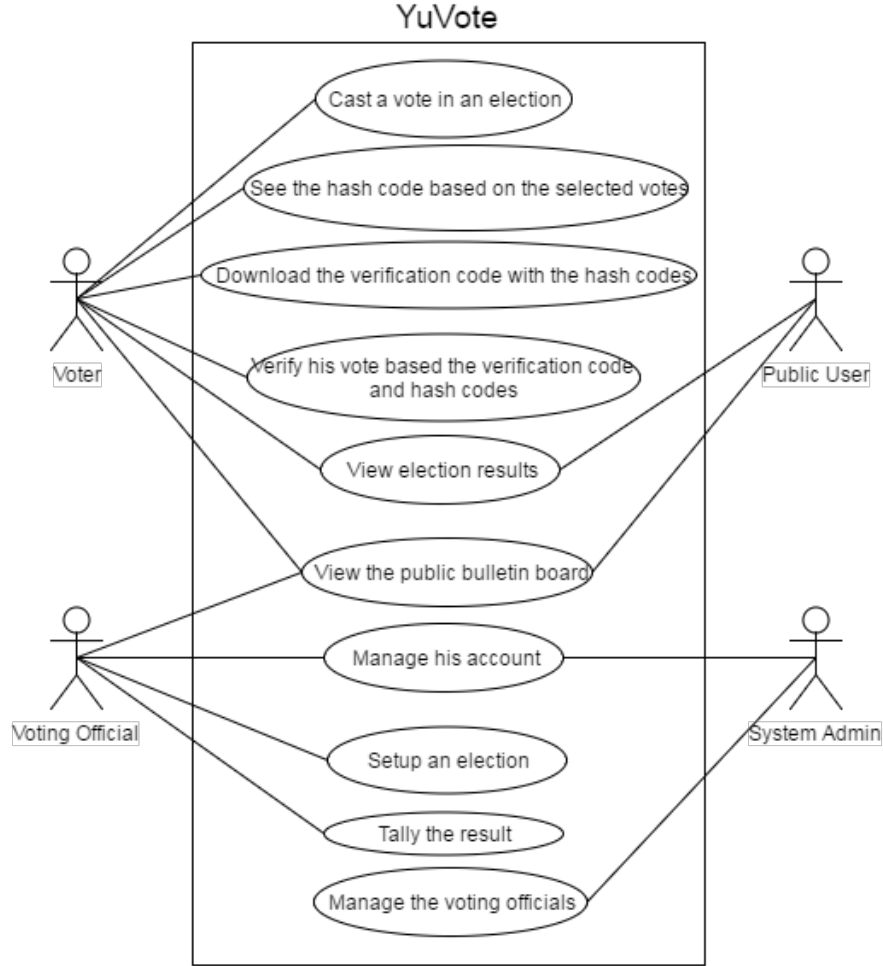 YuVote
Cast a vote in an election
See the hash code based on the selected votes
Download the verification code with the hash codes
Verify his vote based the verification code
and hash codes
Voter
Public User
View election results
View the public bulletin board
Manage his account
Voting Official
System Admin
Setup an election
Tally the result
Manage the voting officials